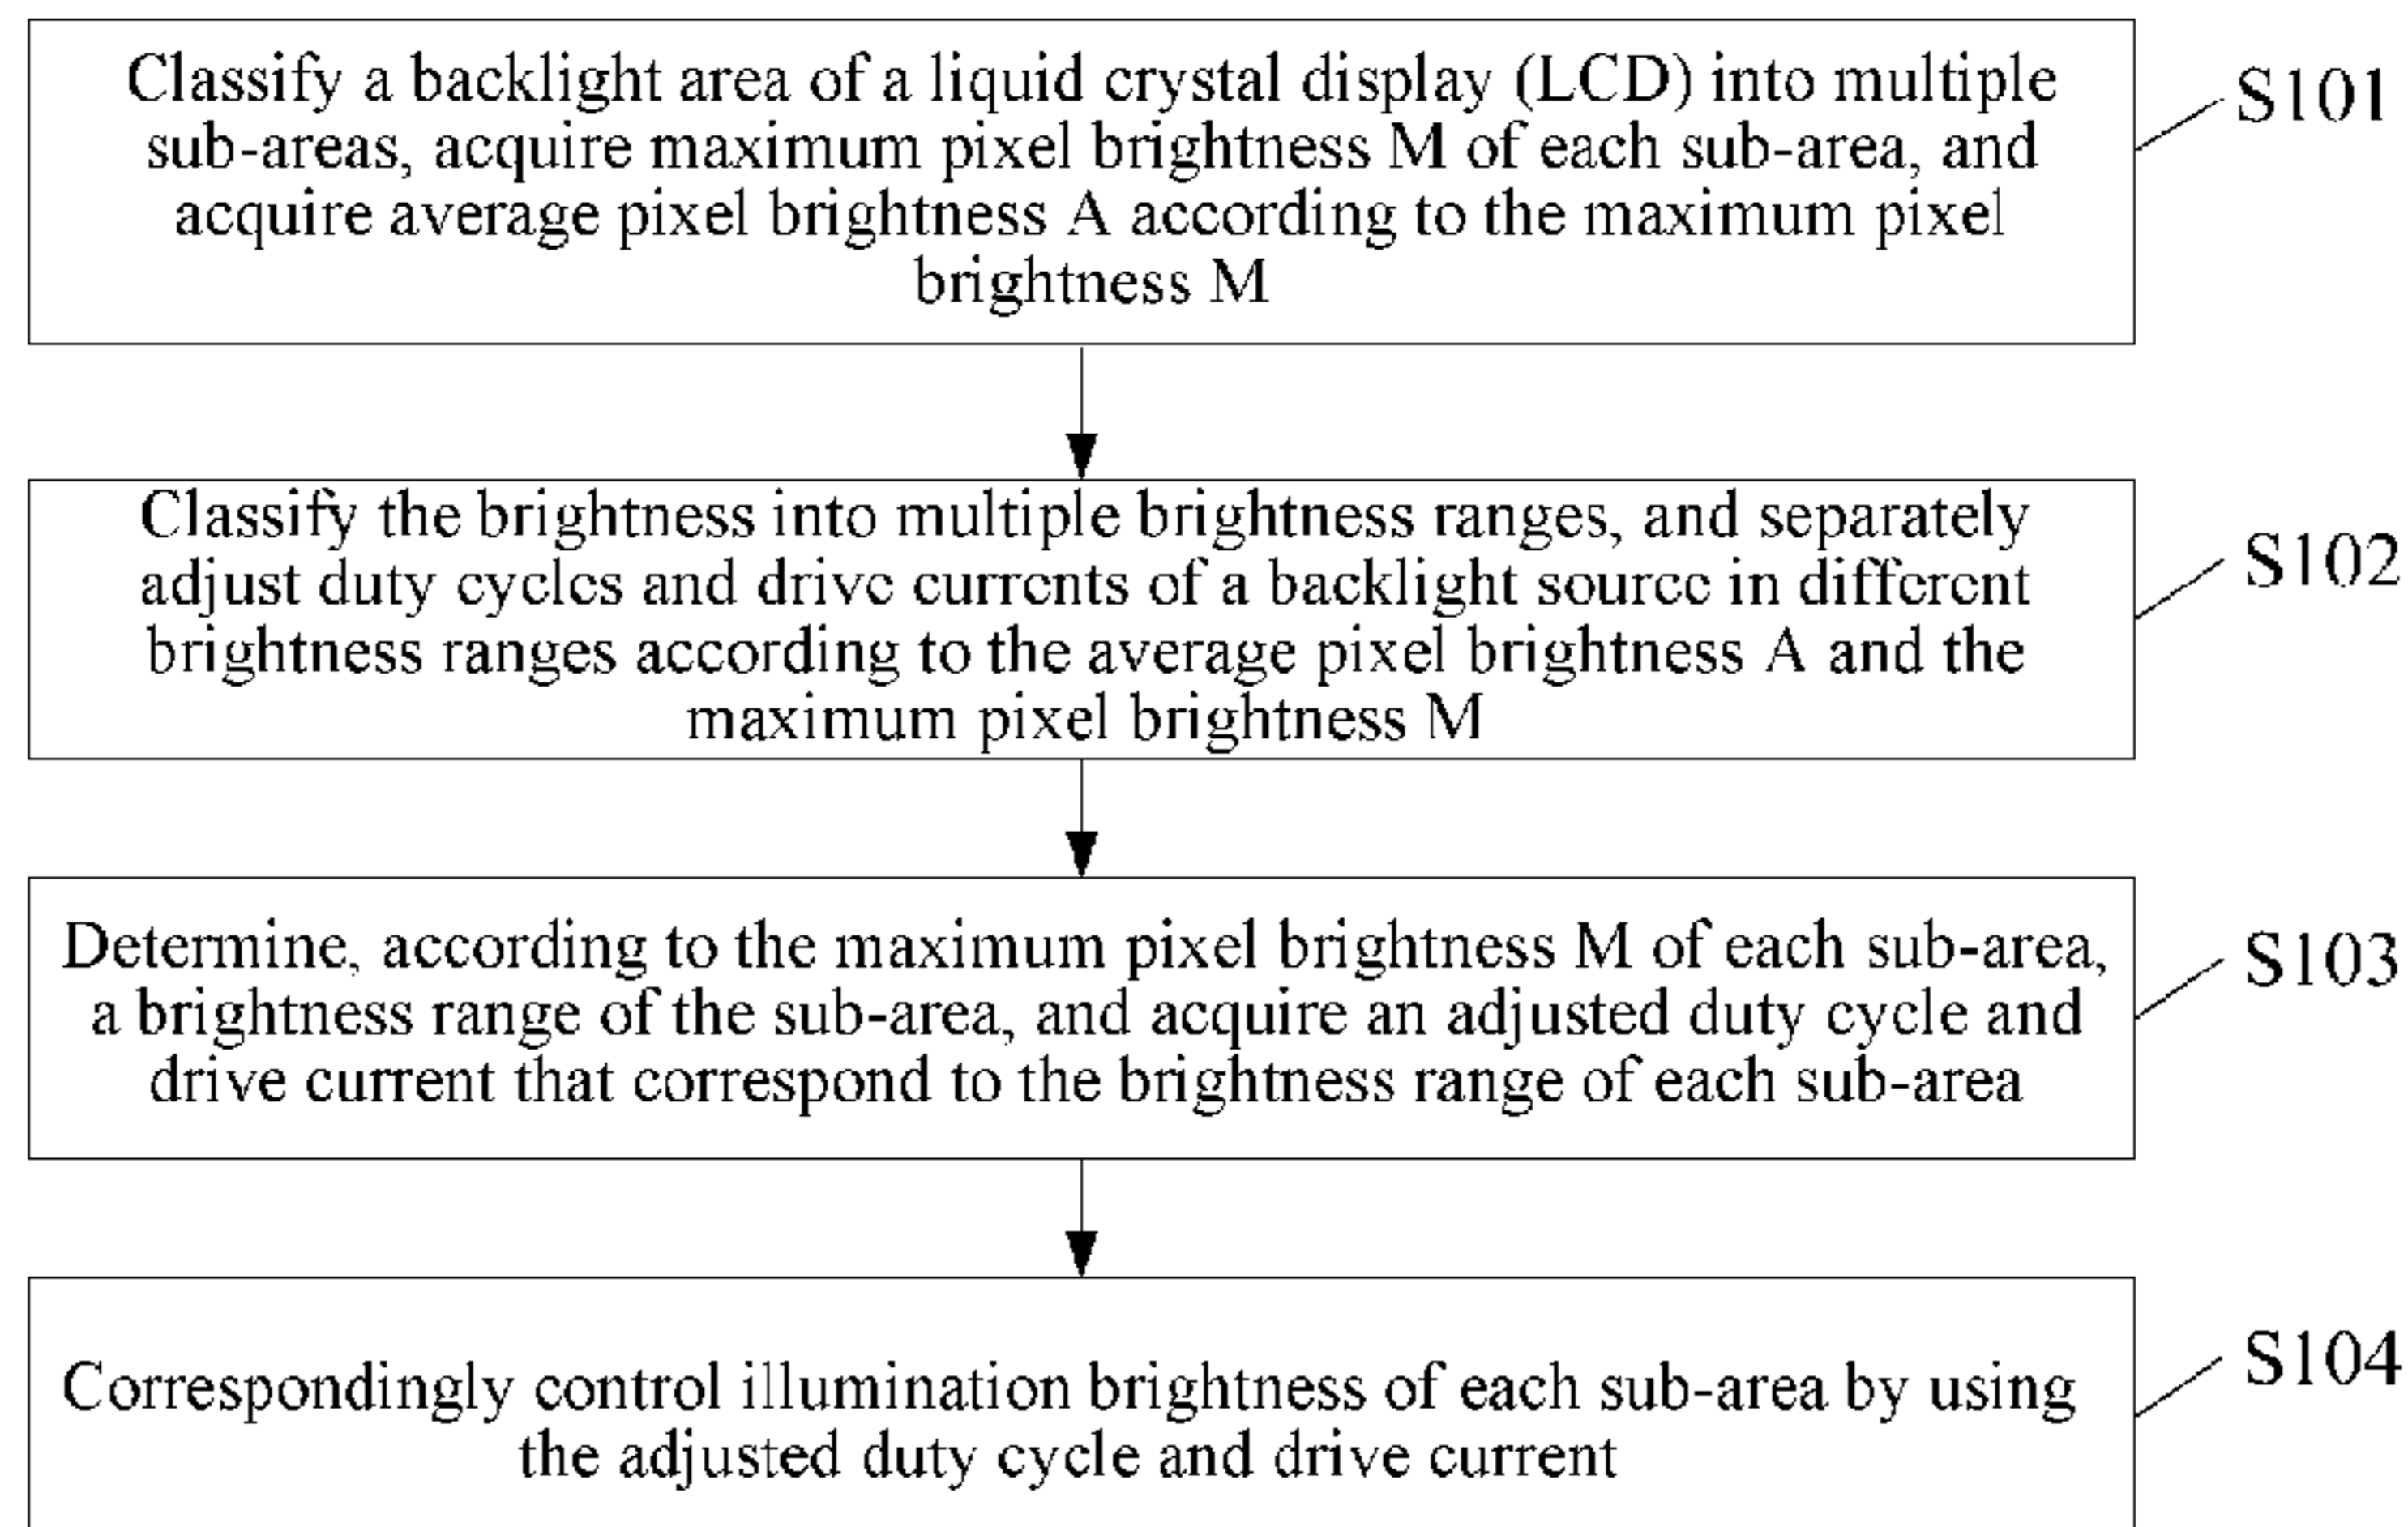 Classify a backlight area of a liquid crystal display (LCD) into multiple
sub-areas, acquire maximum pixel brightness M of each sub-area, and
acquire average pixel brightness A according to the maximum pixel
brightness M
S101
Classify the brightness into multiple brightness ranges, and separately
adjust duty cycles and drive currents of a backlight source in different
brightness ranges according to the average pixel brightness A and the
maximum pixel brightness M
S102
Determine, according to the maximum pixel brightness M of each sub-area,
a brightness range of the sub-area, and acquire an adjusted duty cycle and
drive current that correspond to the brightness range of each sub-area
S103
Correspondingly control illumination brightness of each sub-area by using
the adjusted duty cycle and drive current
S104